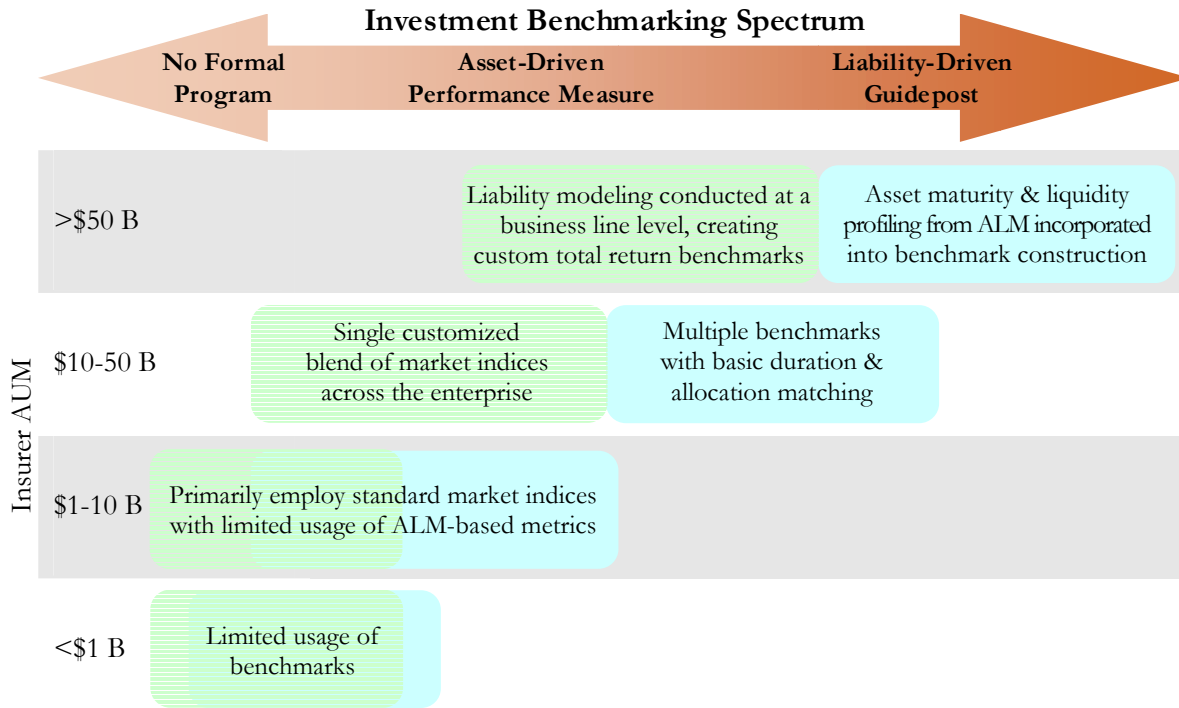 Investment Benchmarking Spectrum
No Formal
Program
Asset-Driven
Performance Measure
Liability-Driven
Guidepost
Insurer AUM
>$50 B
Liability modeling conducted at a
business line level, creating
custom total return benchmarks
Asset maturity & liquidity
profiling from ALM incorporated
into benchmark construction
$10-50 B
Single customized
blend of market indices
across the enterprise
Multiple benchmarks
with basic duration &
allocation matching
$1-10 B
Primarily employ standard market indices
with limited usage of ALM-based metrics
<$1 B
Limited usage of
benchmarks